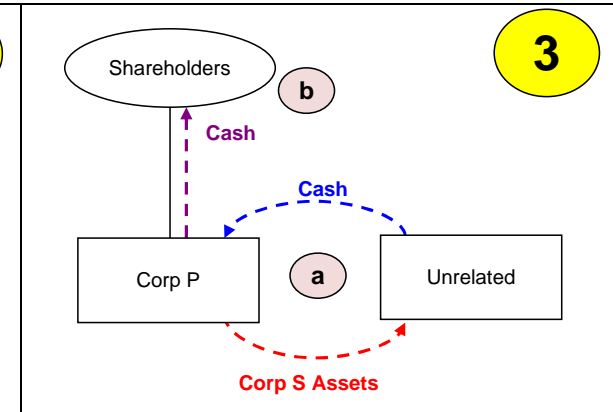 3
Shareholders
b
Cash
Cash
Corp P
a
Unrelated
Corp S Assets